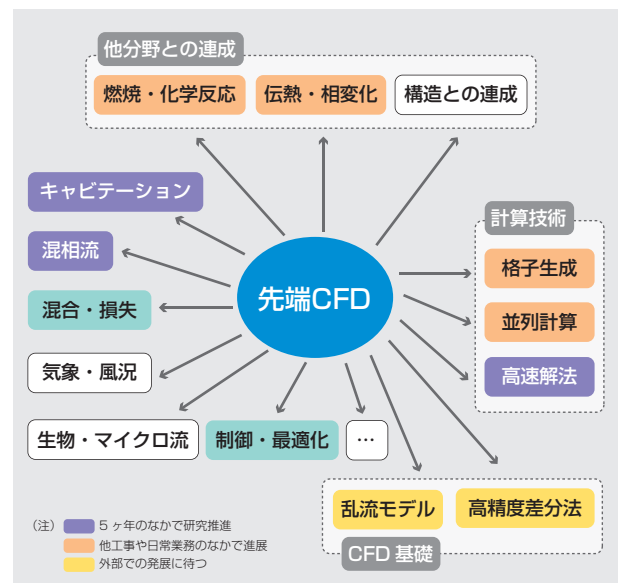 他分野との連成
燃焼・化学反応
伝熱・相変化
構造との連成
キャビテーション
混相流
混合・損失
気象・風況
生物・マイクロ流
制御・最適化
…
先端CFD
計算技術
格子生成
並列計算
高速解法
乱流モデル
高精度差分法
CFD 基礎
(注) 5ヶ年のなかで研究推進
他工事や日常業務のなかで進展
外部での発展に待つ